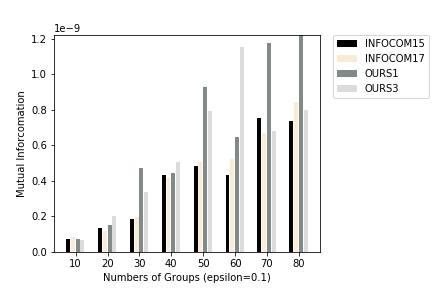 1e−9
INFOCOM15
INFOCOM17
OURS1
OURS3
1.2
1.0
0.8
0.6
0.4
0.2
0.0
Mutual Inforcomation
10 20 30 40 50 60 70 80
Numbers of Groups (epsilon=0.1)